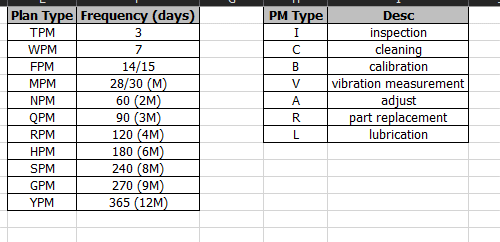 Plan Type Frequency (days) PM Type Desc
TPM 3 I inspection
WPM 7 C cleaning
FPM 14/15 B calibration
MPM 28/30 (M) V vibration measurement
NPM 60 (2M) A adjust
QPM 90 (3M) R part replacement
RPM 120 (4M) L lubrication
HPM 180 (6M)
SPM 240 (8M)
GPM 270 (9M)
YPM 365 (12M)